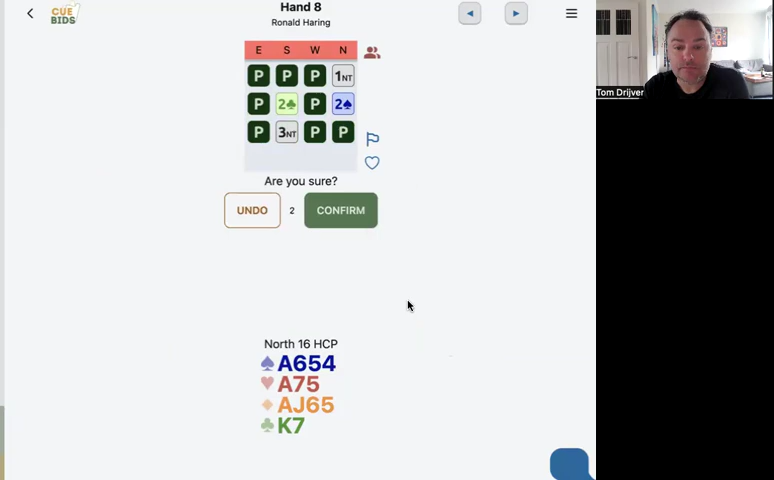 CUE
BIDS
Hand 8
Ronald Haring
E S W N
P P P 1NT
P 2♣ P 2♠
P 3NT P P
Are you sure?
UNDO 2 CONFIRM
North 16 HCP
♠ A654
♥ A75
♦ AJ65
♣ K7
Tom Drijver